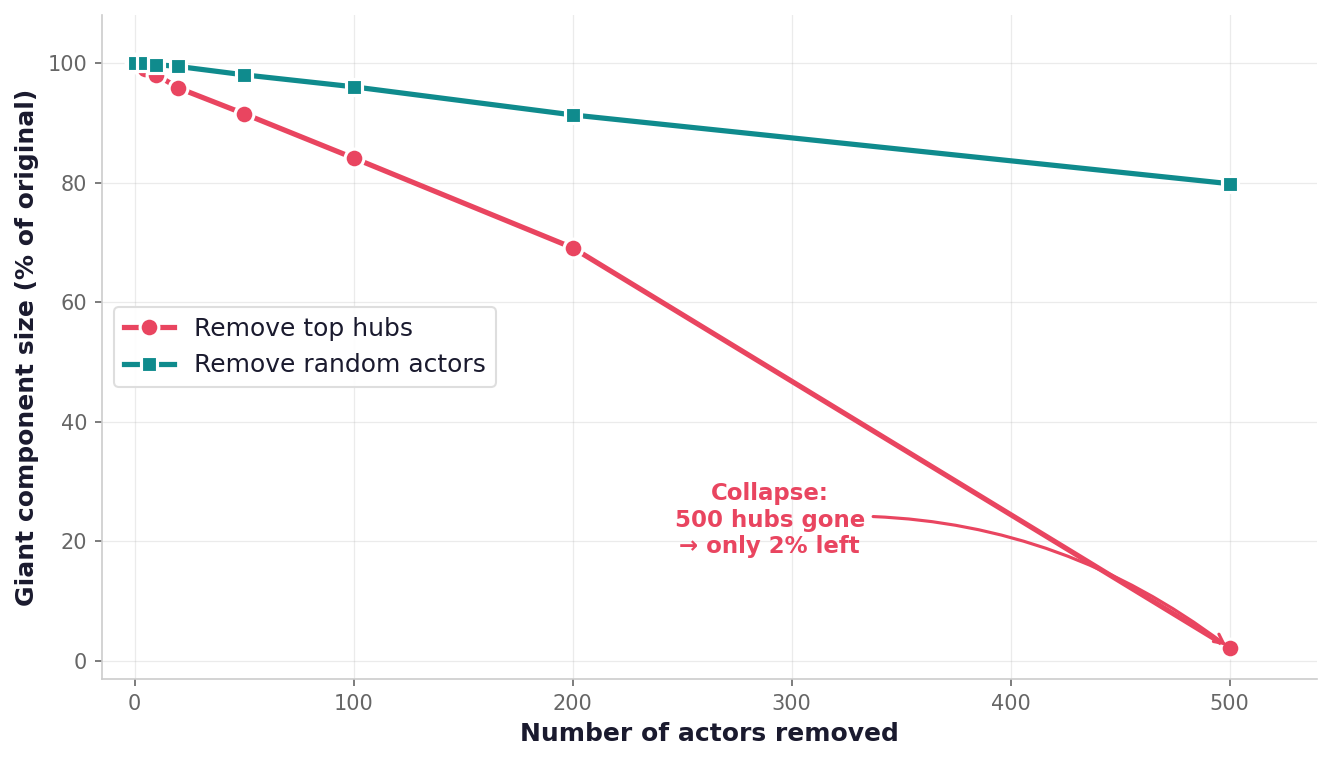 Giant component size (% of original)
100
80
60
40
20
0
Remove top hubs
Remove random actors
Collapse:
500 hubs gone
→ only 2% left
0
100
200
300
400
500
Number of actors removed